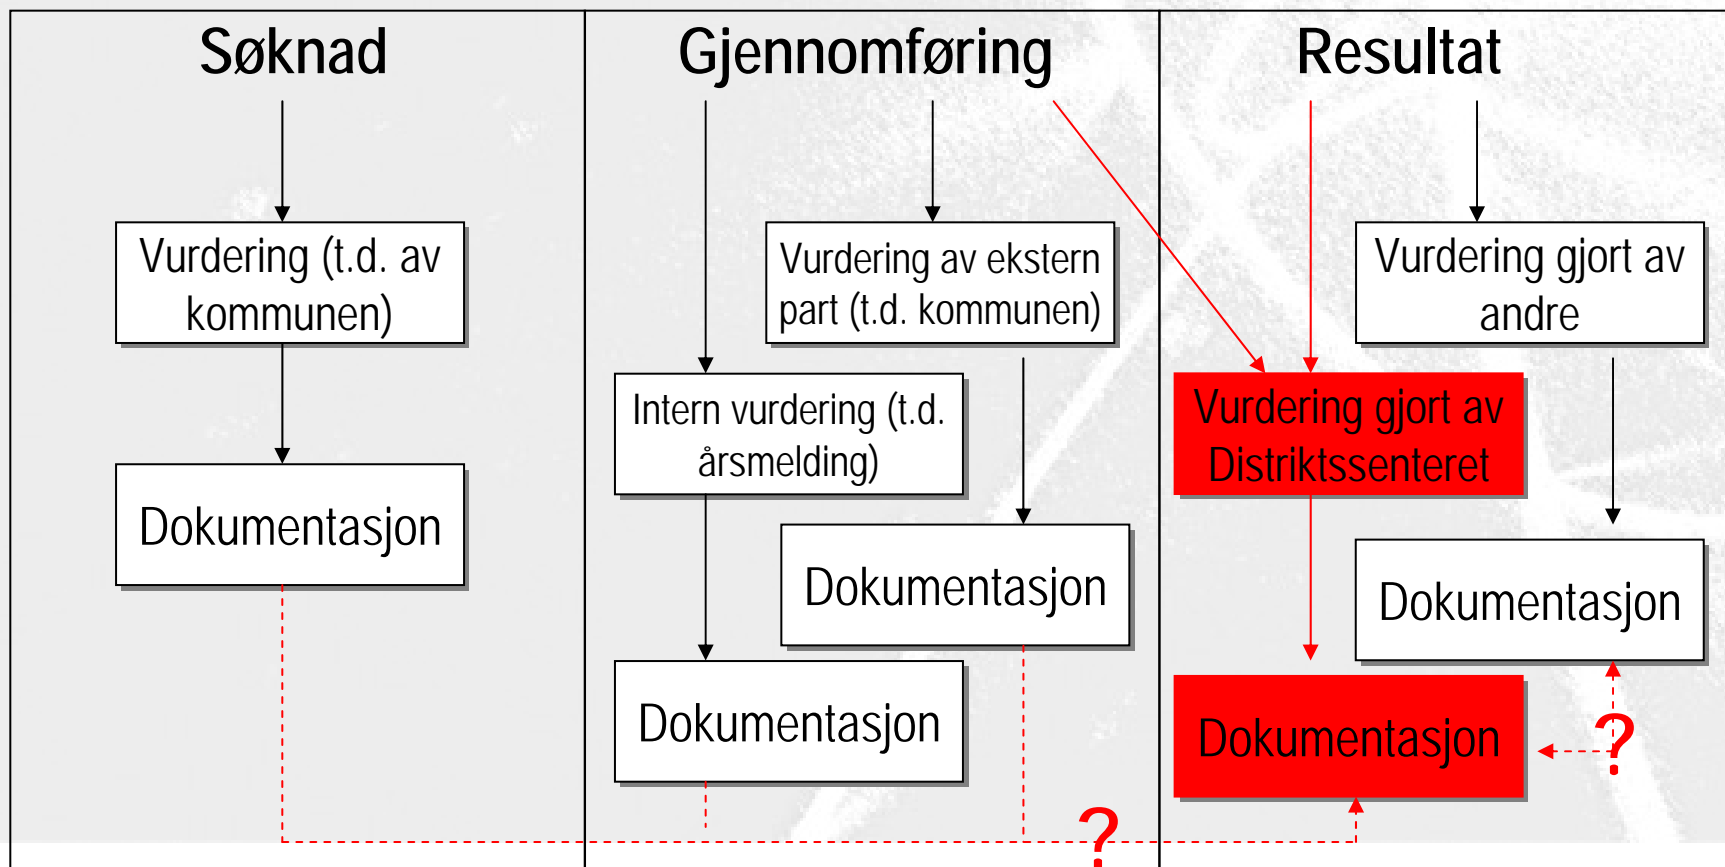 Søknad
Vurdering (t.d. av
kommunen)
Dokumentasjon
Gjennomføring
Vurdering av ekstern
part (t.d. kommunen)
Intern vurdering (t.d.
årsmelding)
Dokumentasjon
Dokumentasjon
?
Resultat
Vurdering gjort av
andre
Vurdering gjort av
Distriktssenteret
Dokumentasjon
Dokumentasjon
?